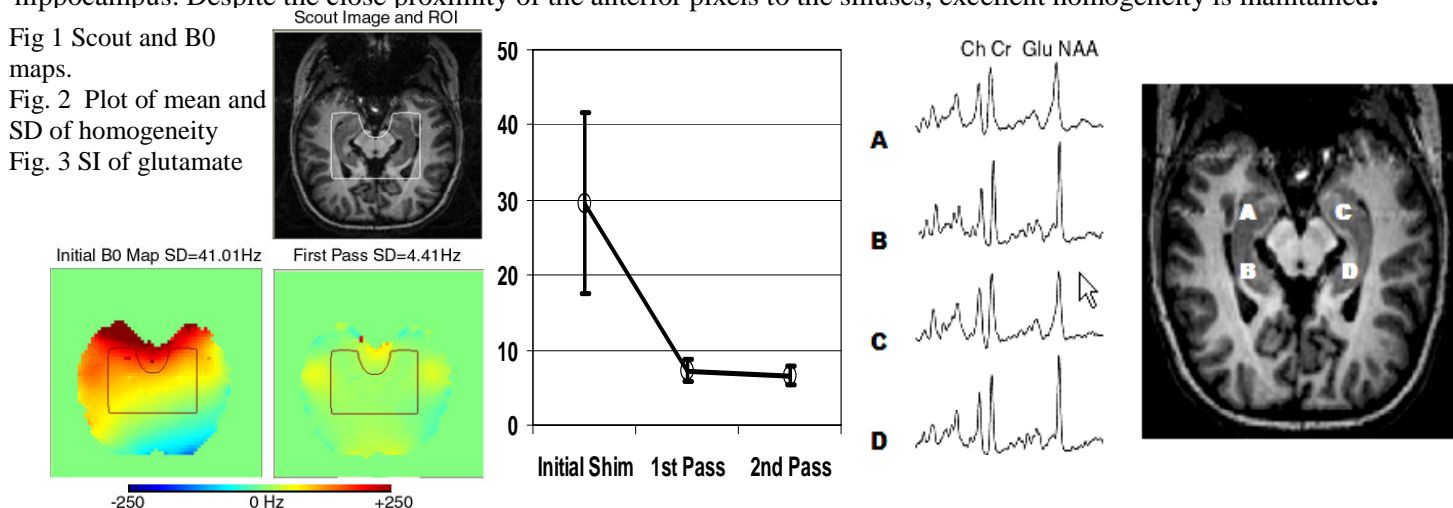 hippocampus. Despite the close proximity of the anterior pixels to the sinuses, excellent homogeneity is maintained.
Fig 1 Scout and B0
maps.
Fig. 2 Plot of mean and
SD of homogeneity
Fig. 3 SI of glutamate
Scout Image and ROI
Initial B0 Map SD=41.01Hz
First Pass SD=4.41Hz
-250 0 Hz +250
50
40
30
20
10
0
Initial Shim 1st Pass 2nd Pass
Ch Cr Glu NAA
A
B
C
D
A C
B D